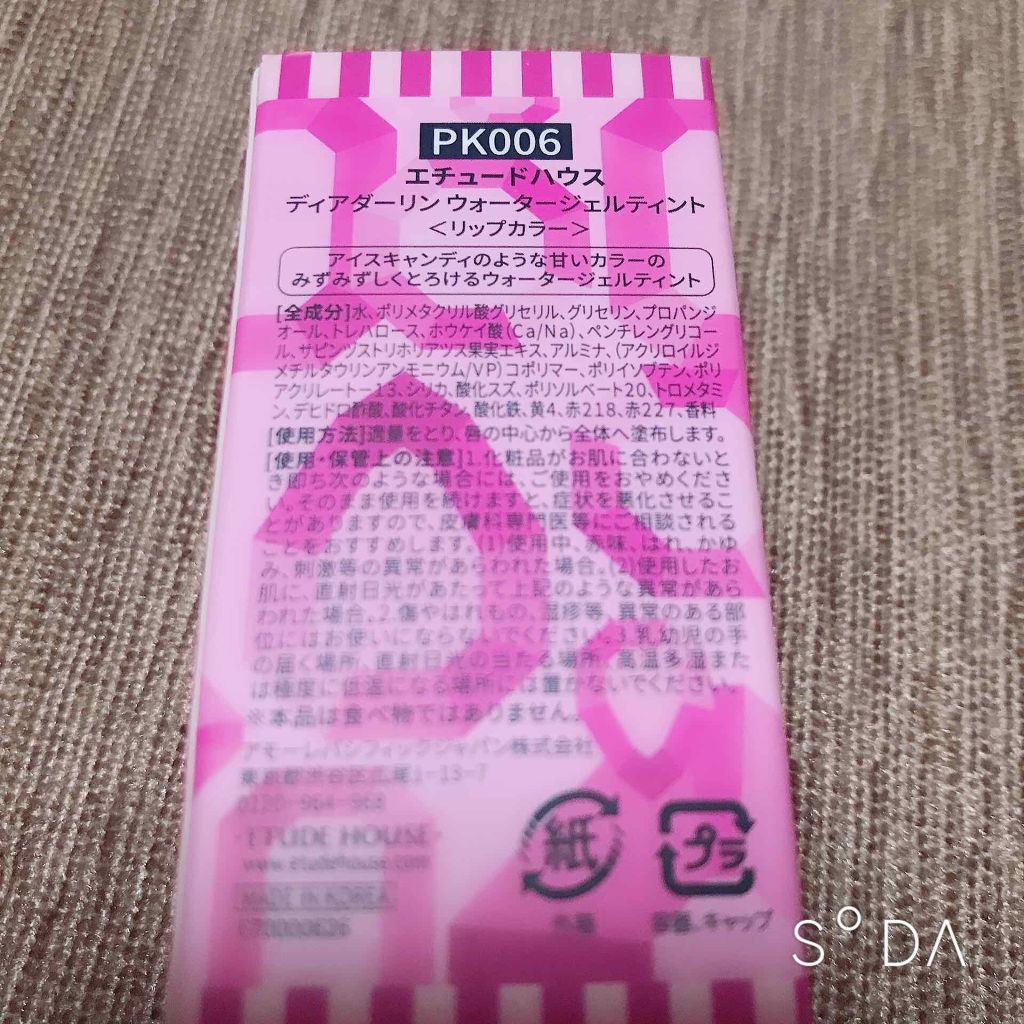 PK006
エチュードハウス
ディアダーリン ウォータージェルティント
＜リップカラー＞
アイスキャンディのような甘いカラーの
みずみずしくとろけるウォータージェルティント
[全成分]水、ポリメタクリル酸グリセリル、グリセリン、プロパンジ
オール、トレハロース、ホウケイ酸(Ca/Na)、ペンチレングリコー
ル、サピンヅストリホリアツス果実エキス、アルミナ、(アクリロイルジ
メチルタウリンアンモニウム/VP)コポリマー、ポリイソブテン、ポリ
アクリレート－13、シリカ、酸化スズ、ポリソルベート20、トロメタミ
ン、デヒドロ酢酸、酸化チタン、酸化鉄、黄4、赤218、赤227、香料
[使用方法]適量をとり、唇の中心から全体へ塗布します。
[使用・保管上の注意]1.化粧品がお肌に合わないと
き即ち次のような場合には、ご使用をおやめくださ
い。そのまま使用を続けますと、症状を悪化させるこ
とがありますので、皮膚科専門医等にご相談される
ことをおすすめします。(1)使用中、赤味、はれ、かゆ
み、刺激等の異常があらわれた場合。(2)使用したお
肌に、直射日光があたって上記のような異常があら
われた場合。2.傷やはれもの、湿疹等、異常のある部
位にはお使いにならないでください。3.乳幼児の手
の届く場所、直射日光の当たる場所、高温多湿また
は極度に低温になる場所には置かないでください。
※本品は食べ物ではありません。
アモーレパシフィックジャパン株式会社
東京都渋谷区広尾1-13-7
0120-964-968
・ETUDE HOUSE・
www.etudehouse.com
MADE IN KOREA
170000626
紙 プラ
容器、キャップ
S°DA